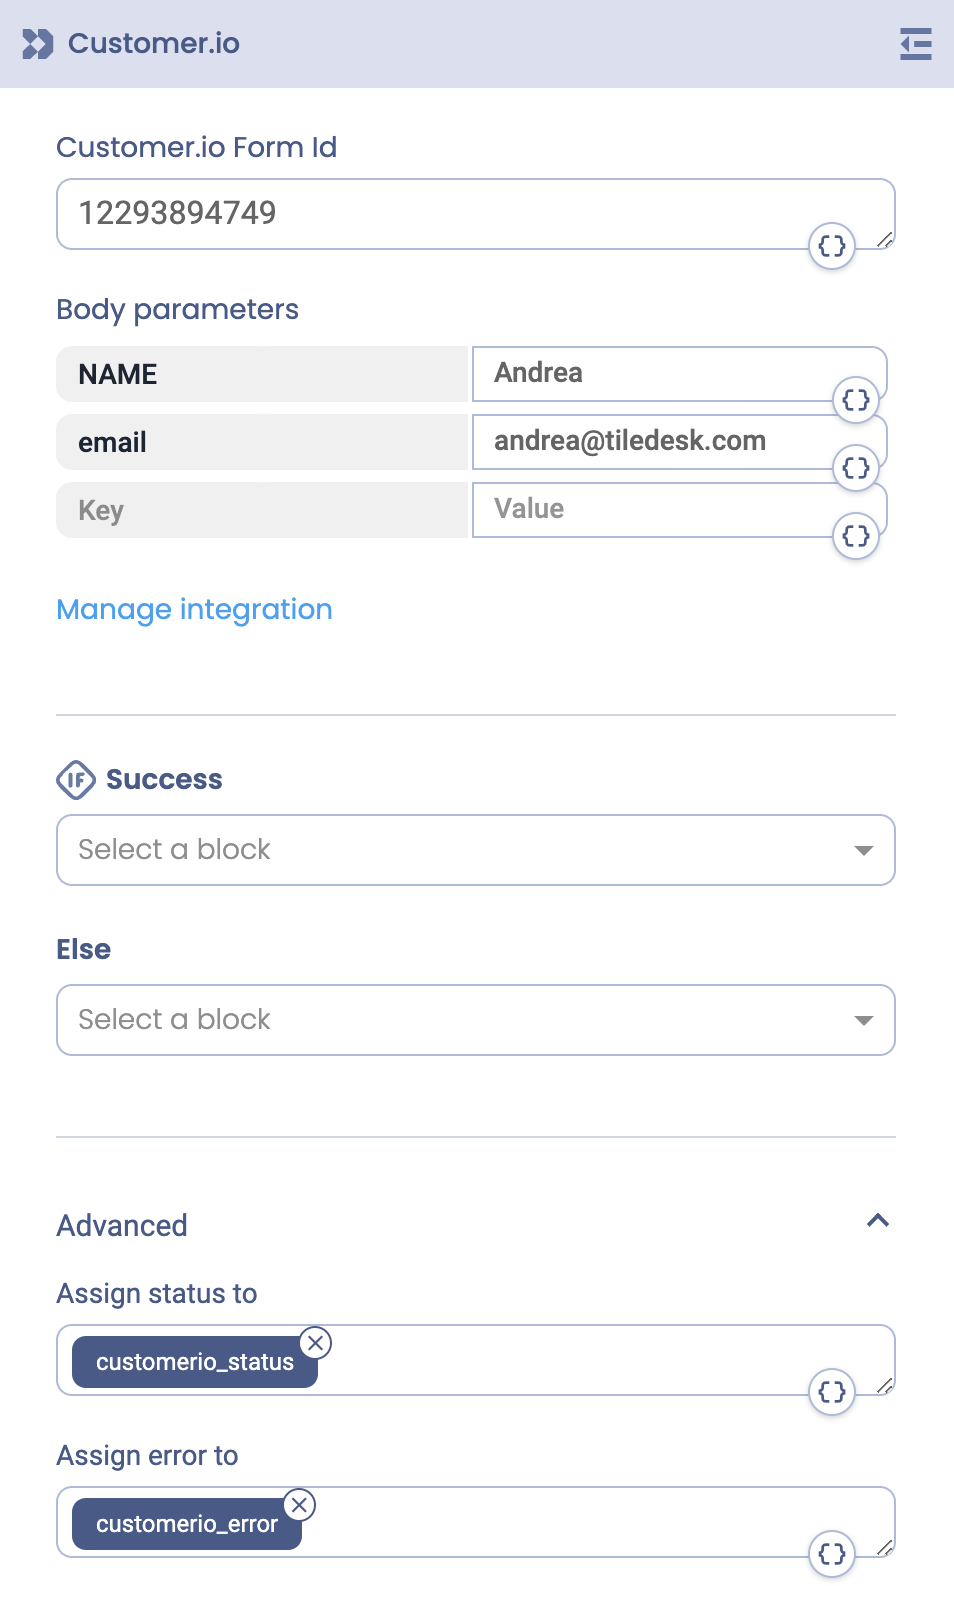 Customer.io
Customer.io Form Id
12293894749
{}
Body parameters
NAME Andrea
{}
email andrea@tiledesk.com
{}
Key Value
{}
Manage integration
IF Success
Select a block
Else
Select a block
Advanced
Assign status to
customerio_status
{}
Assign error to
customerio_error
{}